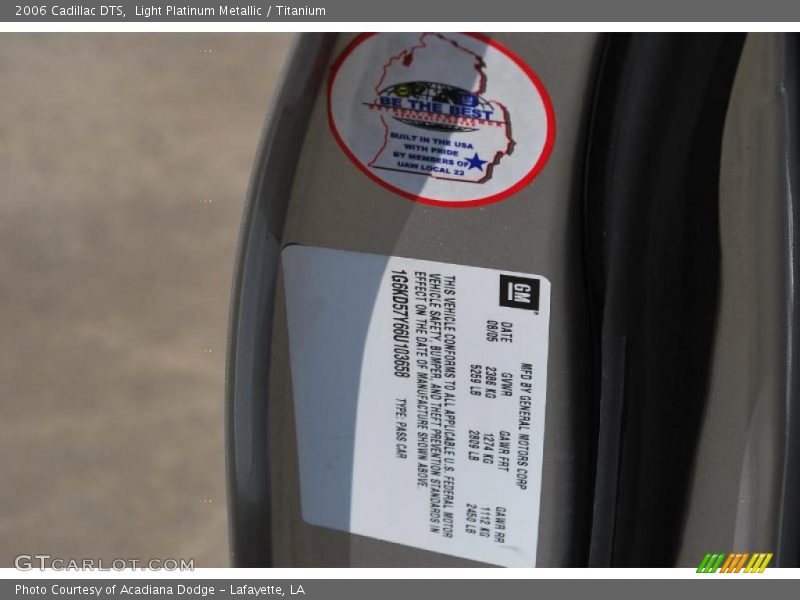 2006 Cadillac DTS,  Light Platinum Metallic / Titanium
BE THE BEST
BUILT IN THE USA
WITH PRIDE
BY MEMBERS OF
UAW LOCAL 22
GM
MFD BY GENERAL MOTORS CORP
DATE GVWR GAWR FRT GAWR RR
08/05 2386 KG 1274 KG 1112 KG
5259 LB 2809 LB 2450 LB
THIS VEHICLE CONFORMS TO ALL APPLICABLE U.S. FEDERAL MOTOR
VEHICLE SAFETY, BUMPER, AND THEFT PREVENTION STANDARDS IN
EFFECT ON THE DATE OF MANUFACTURE SHOWN ABOVE.
1G6KD57Y66U103658 TYPE: PASS CAR
GTCARLOT.COM
Photo Courtesy of Acadiana Dodge - Lafayette, LA